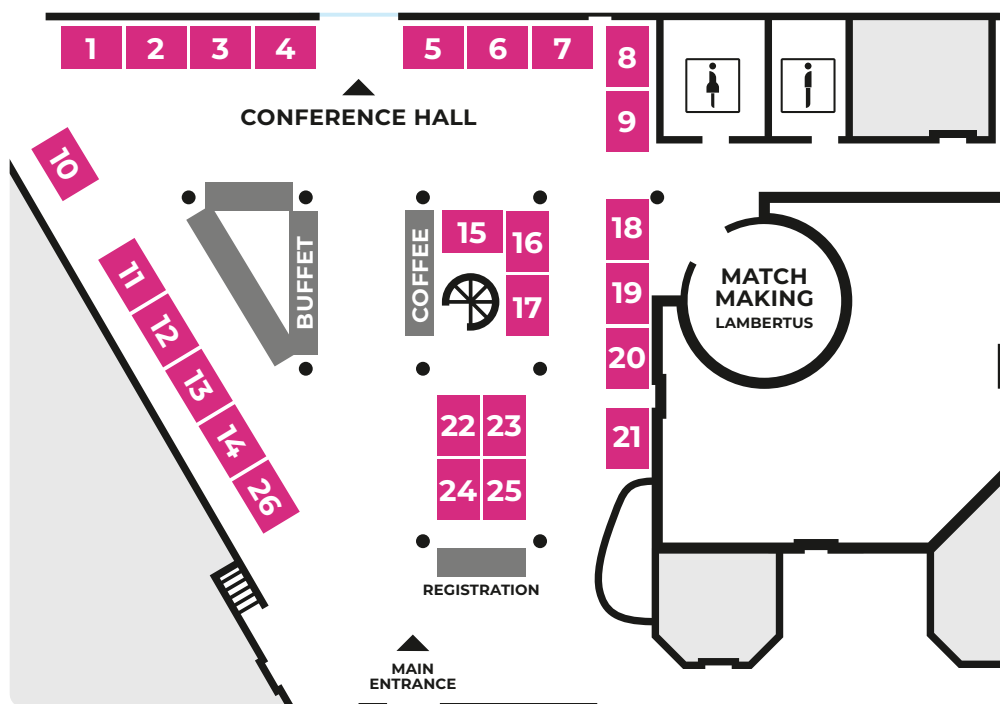 1 2 3 4 5 6 7 8
CONFERENCE HALL
9
10
15 16
18
11
BUFFET
COFFEE
19
MATCH
MAKING
LAMBERTUS
17
12
20
13
14
22 23
21
26
24 25
REGISTRATION
MAIN
ENTRANCE